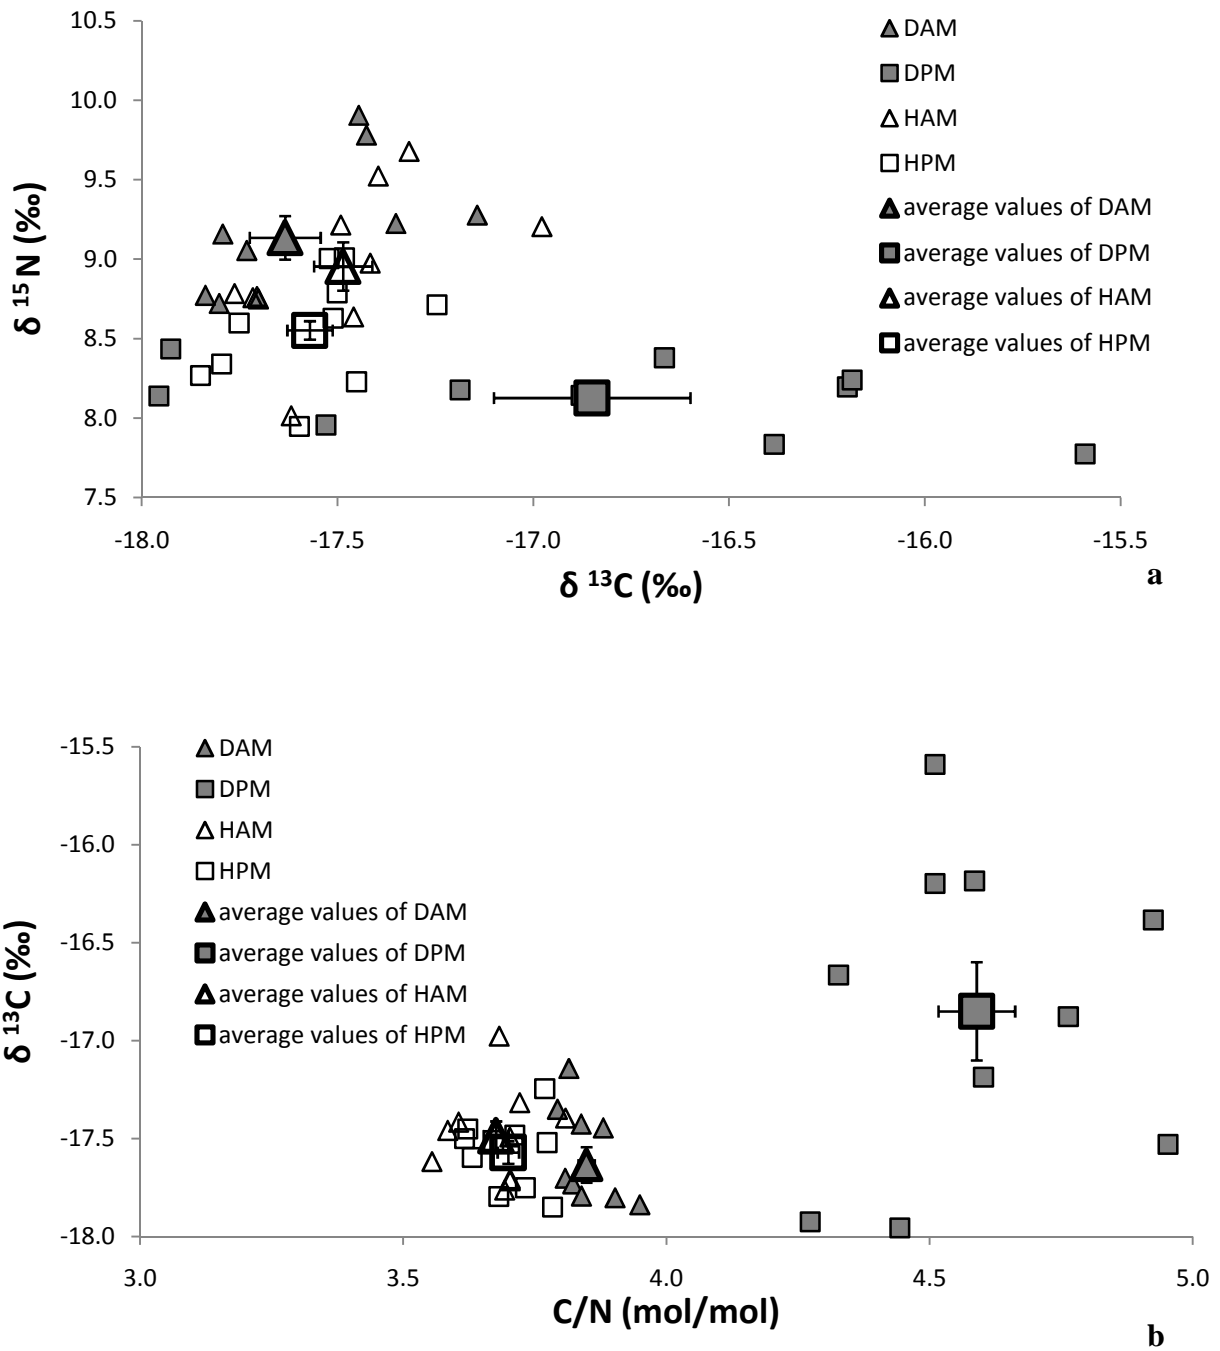 10.5
10.0
9.5
9.0
8.5
8.0
7.5
δ 15 N (‰)
-18.0 -17.5 -17.0 -16.5 -16.0 -15.5
δ 13C (‰)
DAM
DPM
HAM
HPM
average values of DAM
average values of DPM
average values of HAM
average values of HPM
a
-15.5
-16.0
-16.5
-17.0
-17.5
-18.0
δ 13C (‰)
DAM
DPM
HAM
HPM
average values of DAM
average values of DPM
average values of HAM
average values of HPM
3.0 3.5 4.0 4.5 5.0
C/N (mol/mol)
b